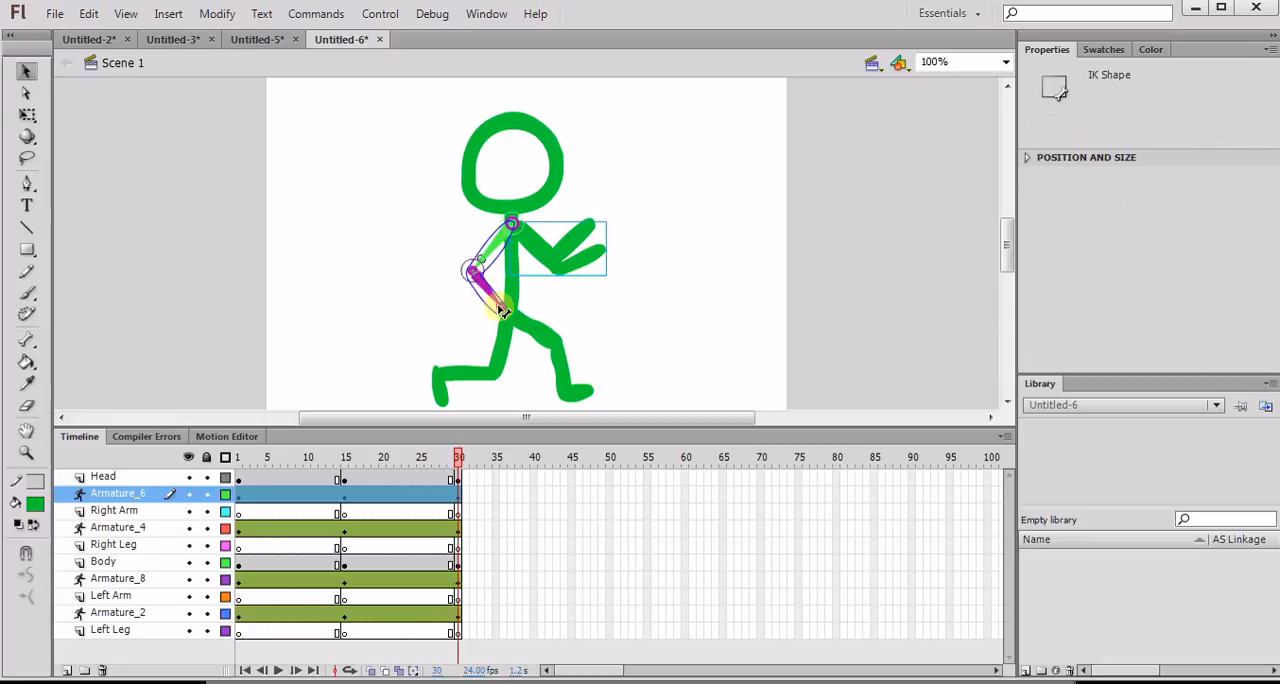 Fl File Edit View Insert Modify Text Commands Control Debug Window Help Essentials
Untitled-2* × Untitled-3* × Untitled-5* × Untitled-6* ×
Scene 1 100%
Properties Swatches Color
IK Shape
POSITION AND SIZE
Library
Untitled-6
Empty library
Name AS Linkage
Timeline Compiler Errors Motion Editor
1 5 10 15 20 25 30 35 40 45 50 55 60 65 70 75 80 85 90 95 100
Head
Armature_6
Right Arm
Armature_4
Right Leg
Body
Armature_8
Left Arm
Armature_2
Left Leg
30 24.00 fps 1.2 s